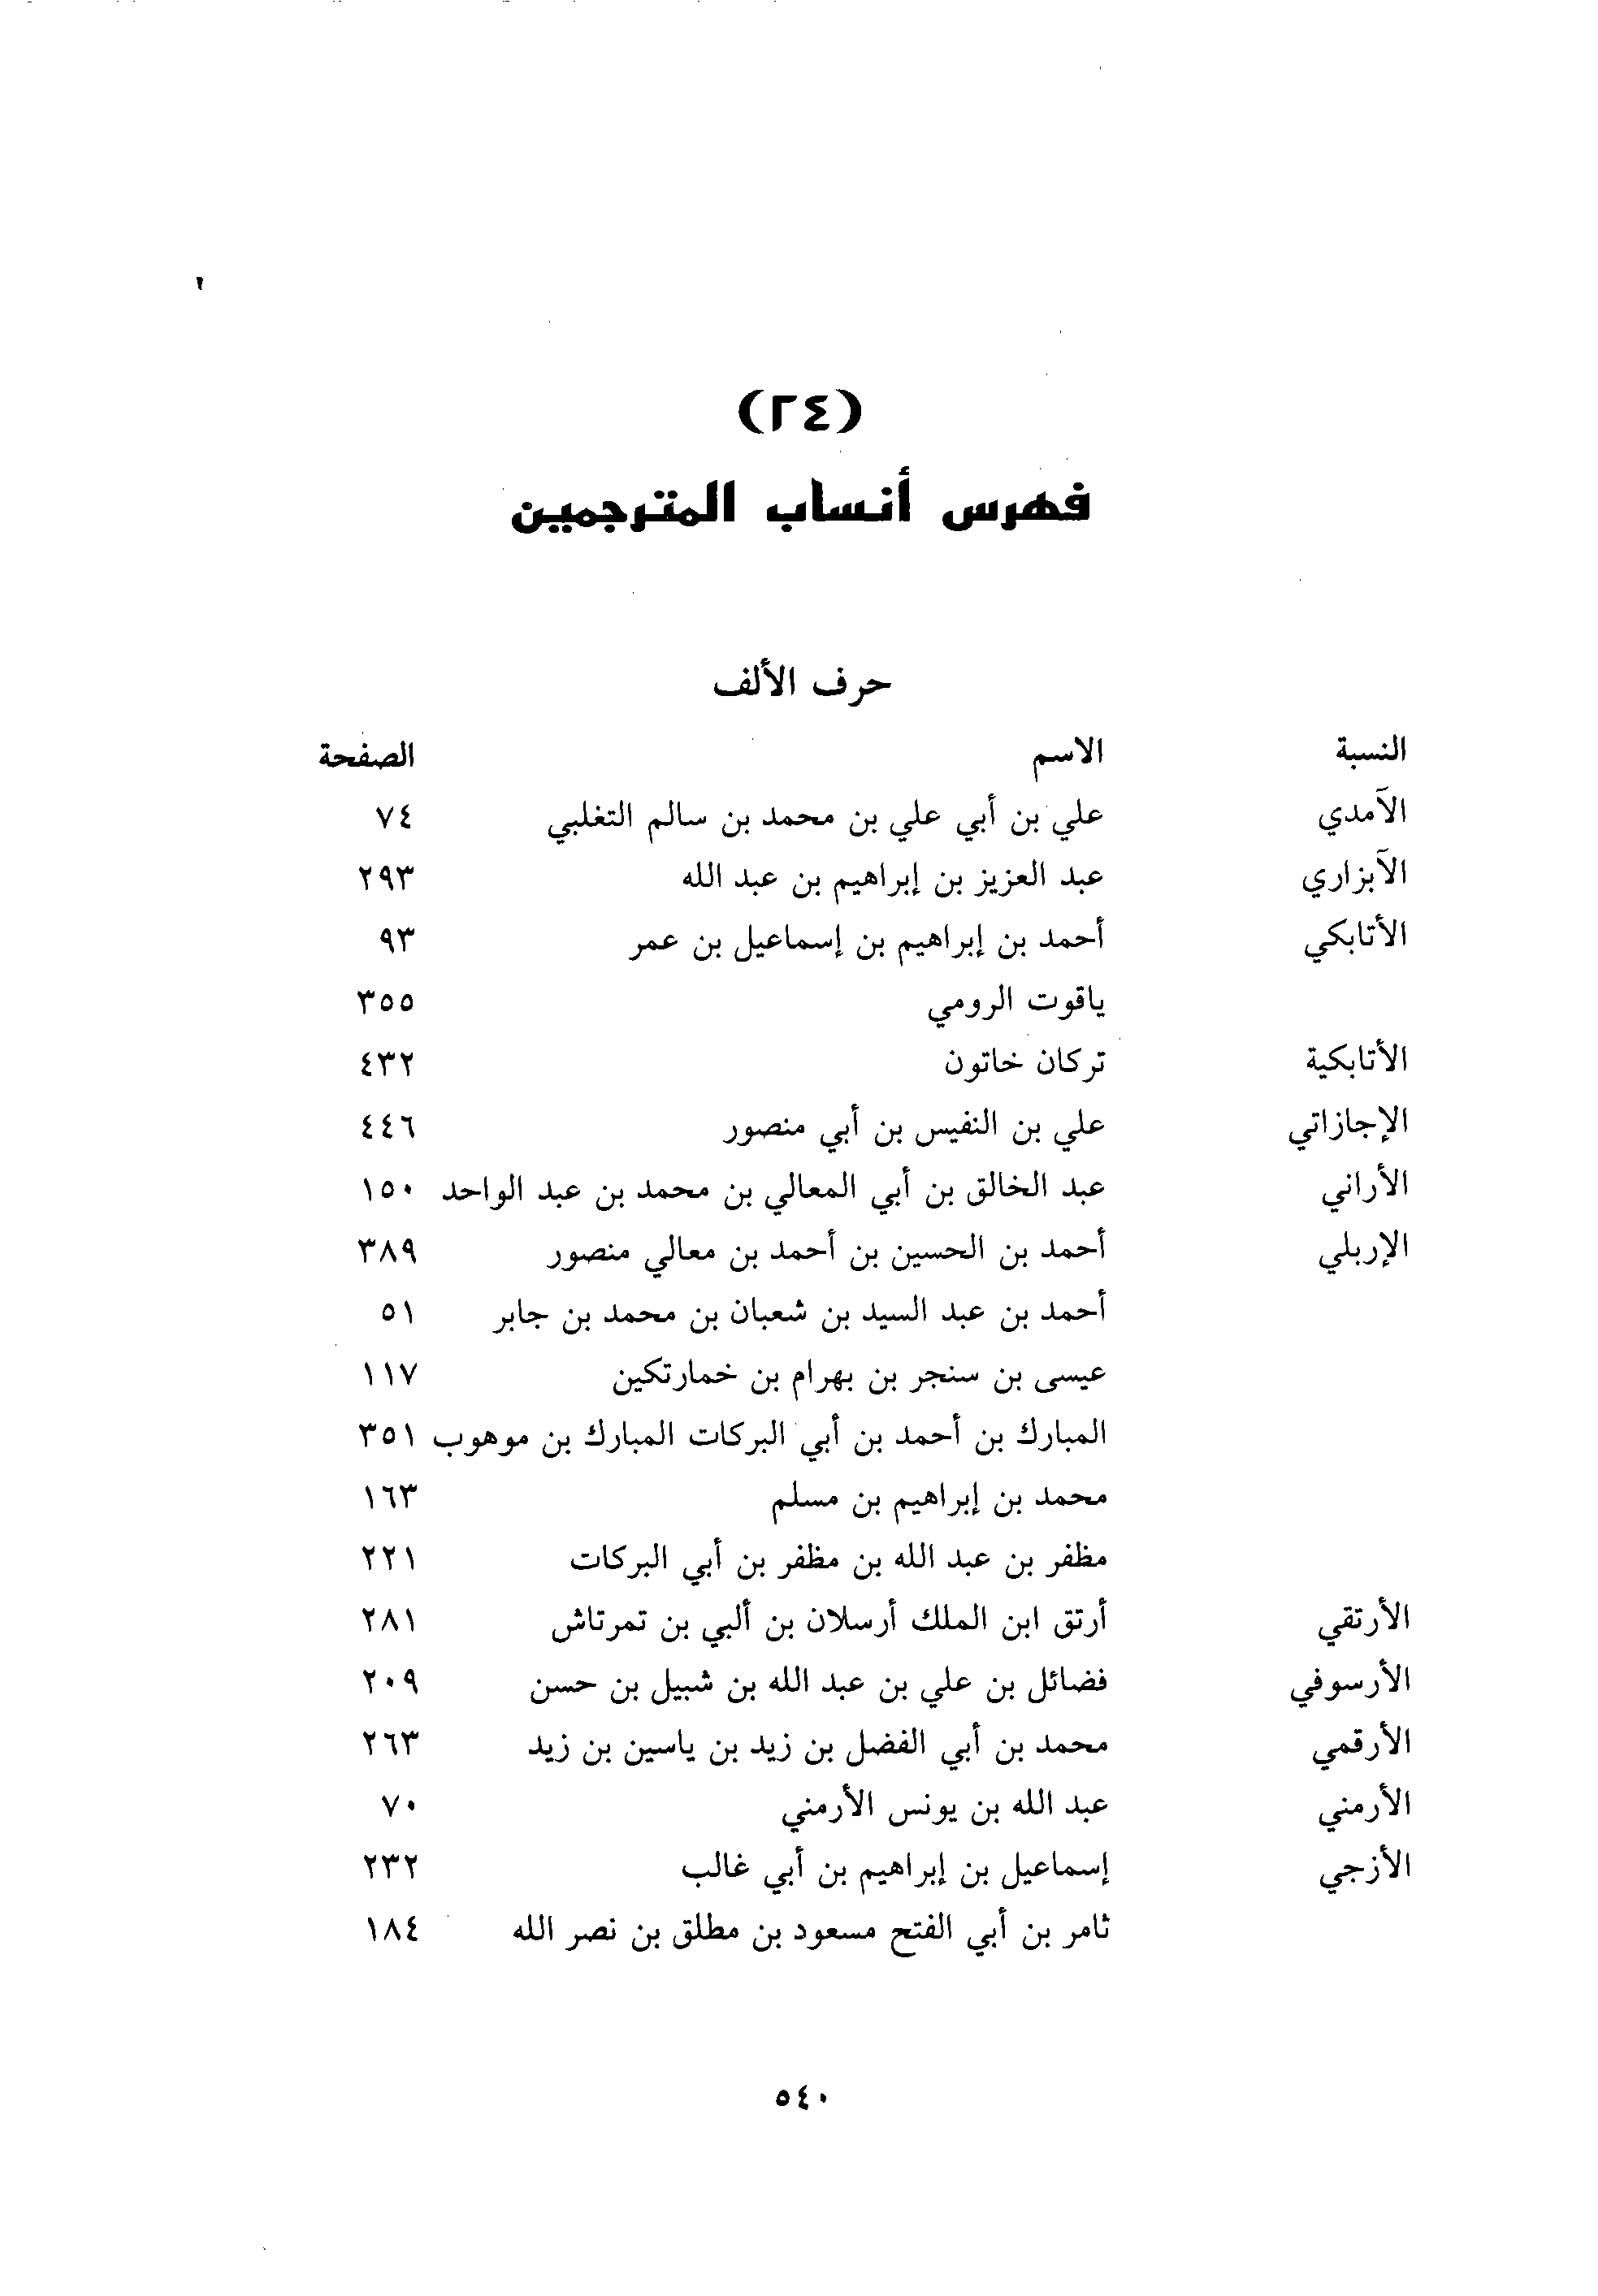 (٢٤)
فهرس أنساب المترجمين
حرف الألف
النسبة الاسم الصفحة
الآمدي علي بن أبي علي بن محمد بن سالم التغلبي ٧٤
الآبزاري عبد العزيز بن إبراهيم بن عبد الله ٢٩٣
الأتابكي أحمد بن إبراهيم بن إسماعيل بن عمر ٩٣
ياقوت الرومي ٣٥٥
الأتابكية تركان خاتون ٤٣٢
الإجازاتي علي بن النفيس بن أبي منصور ٤٤٦
الأراني عبد الخالق بن أبي المعالي بن محمد بن عبد الواحد ١٥٠
الإربلي أحمد بن الحسين بن أحمد بن معالي منصور ٣٨٩
أحمد بن عبد السيد بن شعبان بن محمد بن جابر ٥١
عيسى بن سنجر بن بهرام بن خمارتكين ١١٧
المبارك بن أحمد بن أبي البركات المبارك بن موهوب ٣٥١
محمد بن إبراهيم بن مسلم ١٦٣
مظفر بن عبد الله بن مظفر بن أبي البركات ٢٢١
الأرتقي أرتق ابن الملك أرسلان بن ألبي بن تمرتاش ٢٨١
الأرسوفي فضائل بن علي بن عبد الله بن شبيل بن حسن ٢٠٩
الأرقمي محمد بن أبي الفضل بن زيد بن ياسين بن زيد ٢٦٣
الأرمني عبد الله بن يونس الأرمني ٧٠
الأزجي إسماعيل بن إبراهيم بن أبي غالب ٢٣٢
ثامر بن أبي الفتح مسعود بن مطلق بن نصر الله ١٨٤
٥٤٠